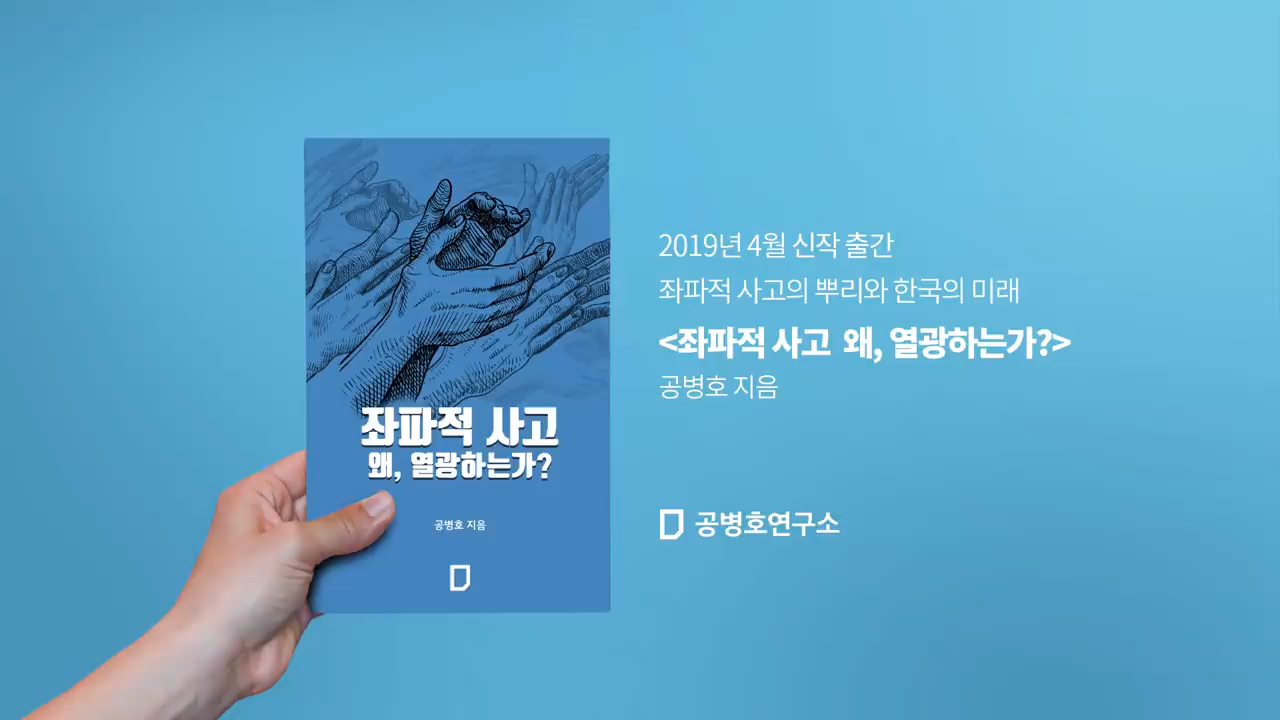 좌파적 사고
왜, 열광하는가?
공병호 지음
2019년 4월 신작 출간
좌파적 사고의 뿌리와 한국의 미래
<좌파적 사고 왜, 열광하는가?>
공병호 지음
공병호연구소